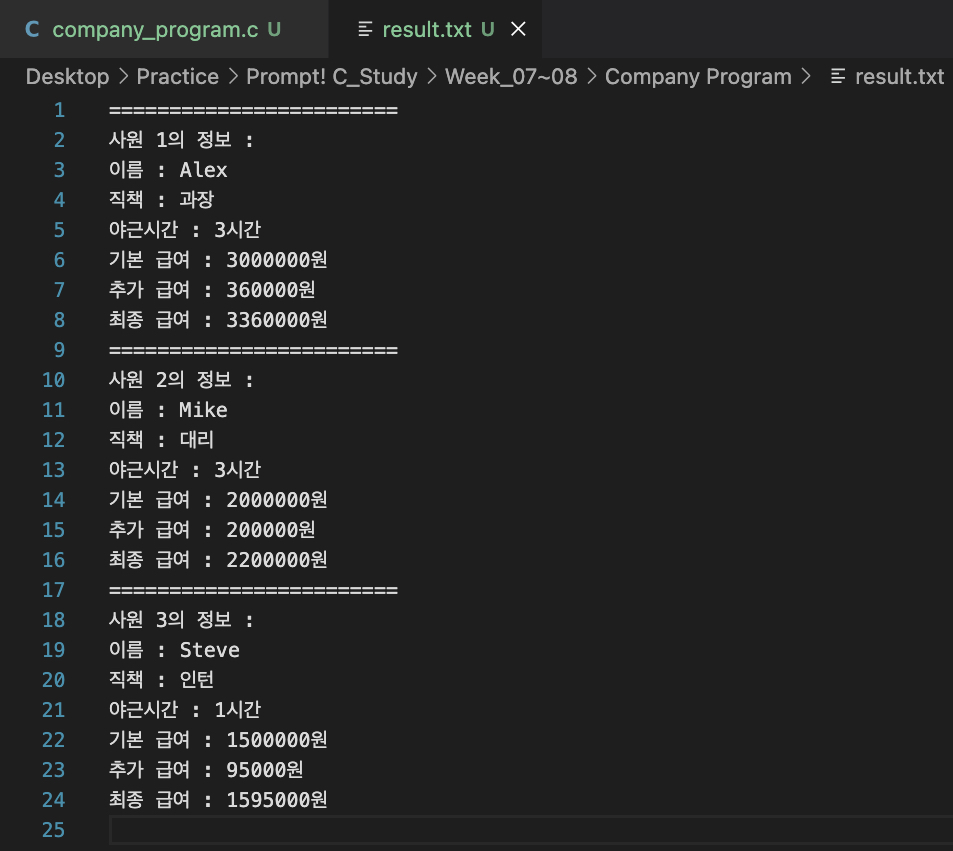 C company_program.c U
result.txt U
Desktop > Practice > Prompt! C_Study > Week_07~08 > Company Program > result.txt
1 ========================
2 사원 1의 정보 :
3 이름 : Alex
4 직책 : 과장
5 야근시간 : 3시간
6 기본 급여 : 3000000원
7 추가 급여 : 360000원
8 최종 급여 : 3360000원
9 ========================
10 사원 2의 정보 :
11 이름 : Mike
12 직책 : 대리
13 야근시간 : 3시간
14 기본 급여 : 2000000원
15 추가 급여 : 200000원
16 최종 급여 : 2200000원
17 ========================
18 사원 3의 정보 :
19 이름 : Steve
20 직책 : 인턴
21 야근시간 : 1시간
22 기본 급여 : 1500000원
23 추가 급여 : 95000원
24 최종 급여 : 1595000원
25